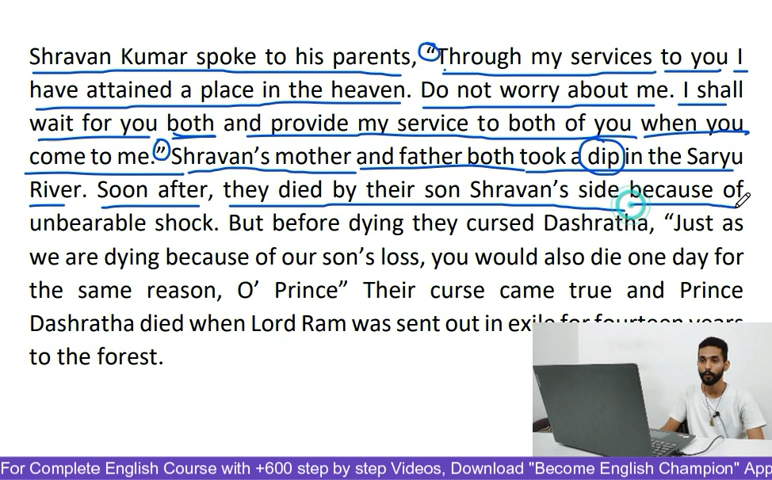 Shravan Kumar spoke to his parents, “Through my services to you I
have attained a place in the heaven. Do not worry about me. I shall
wait for you both and provide my service to both of you when you
come to me.” Shravan’s mother and father both took a dip in the Saryu
River. Soon after, they died by their son Shravan’s side because of
unbearable shock. But before dying they cursed Dashratha, “Just as
we are dying because of our son’s loss, you would also die one day for
the same reason, O’ Prince” Their curse came true and Prince
Dashratha died when Lord Ram was sent out in exile for fourteen years
to the forest.
For Complete English Course with +600 step by step Videos, Download "Become English Champion" App